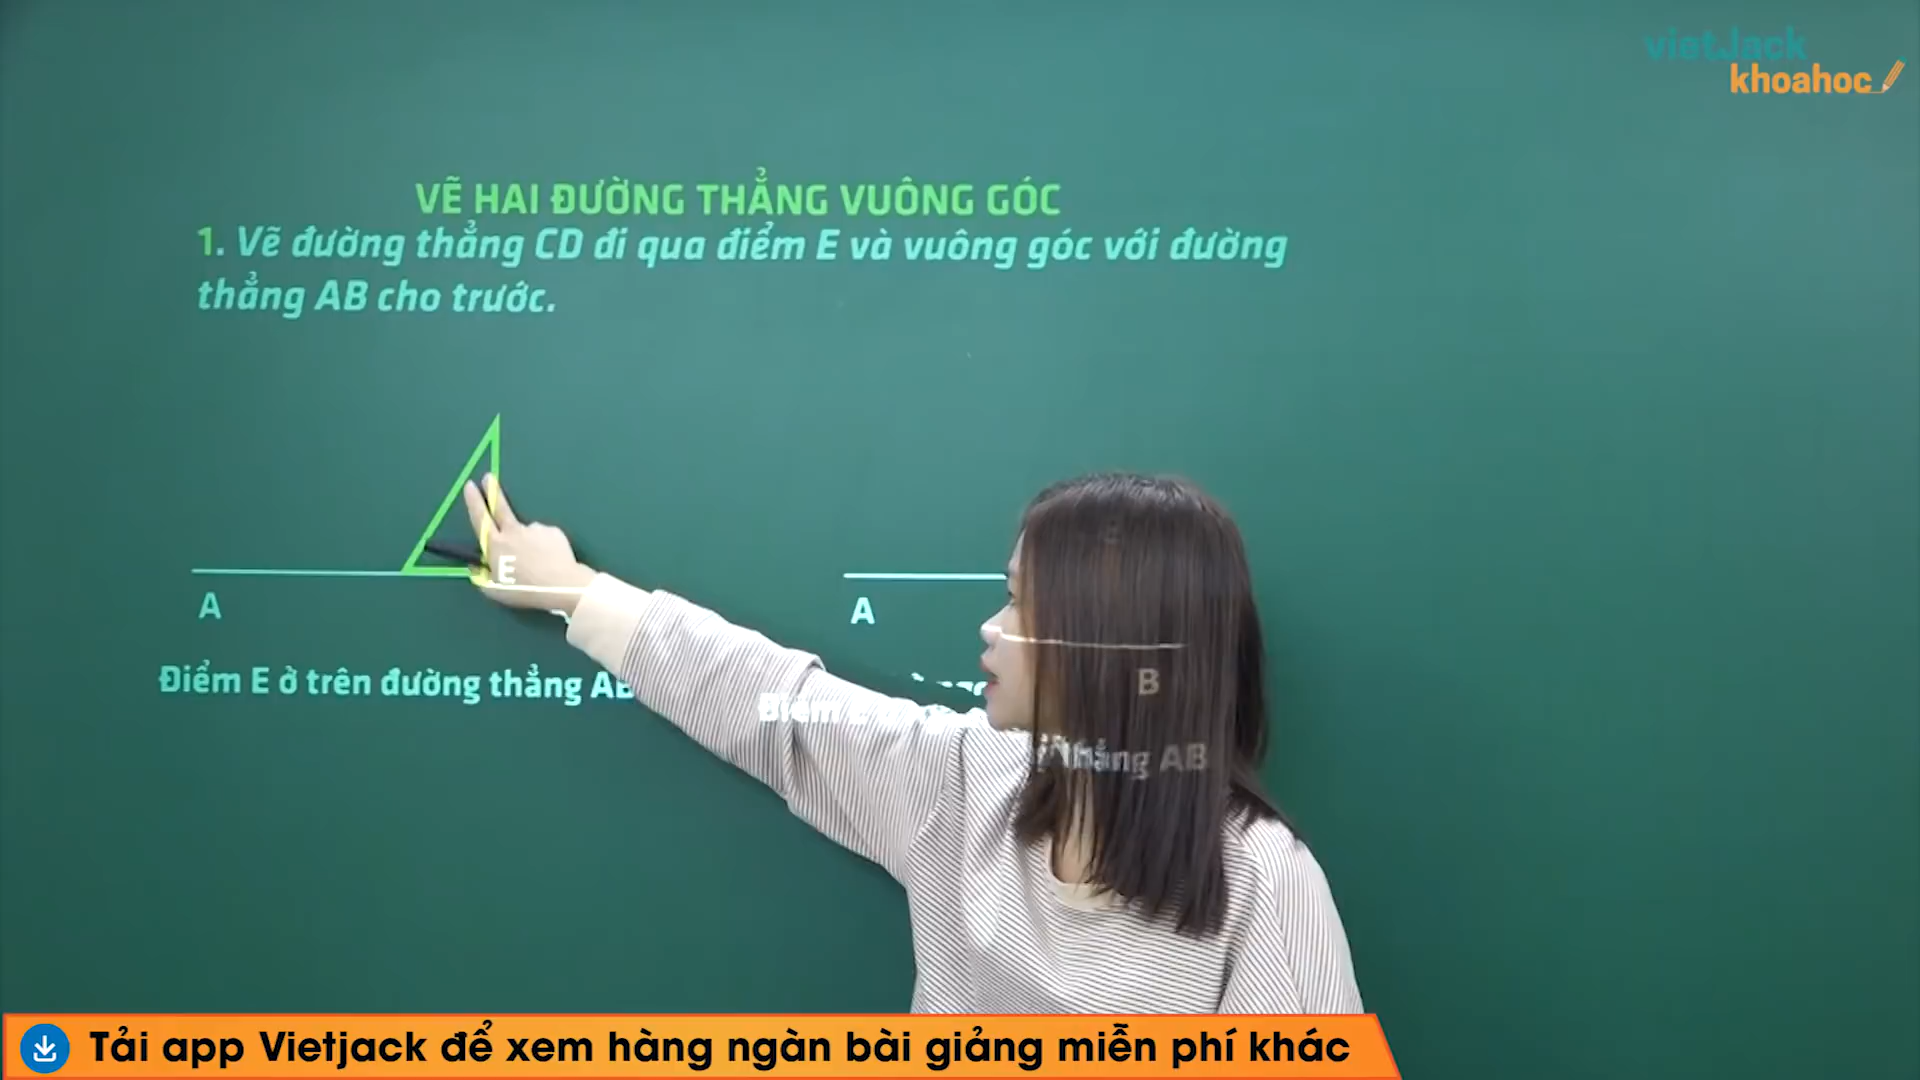 vietJack
khoahoc
VẼ HAI ĐƯỜNG THẲNG VUÔNG GÓC
1. Vẽ đường thẳng CD đi qua điểm E và vuông góc với đường
thẳng AB cho trước.
E
A
A
B
Điểm E ở trên đường thẳng AB
Điểm
thẳng AB
Tải app Vietjack để xem hàng ngàn bài giảng miễn phí khác